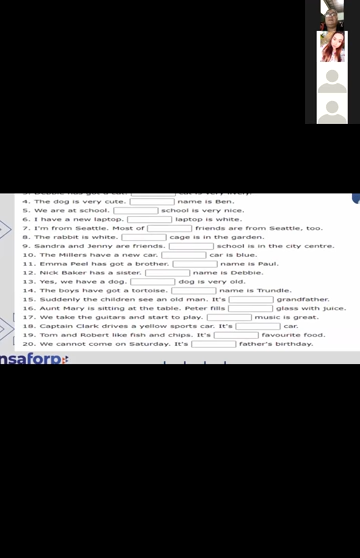 4. The dog is very cute. name is Ben.
5. We are at school. school is very nice.
6. I have a new laptop. laptop is white.
7. I'm from Seattle. Most of friends are from Seattle, too.
8. The rabbit is white. cage is in the garden.
9. Sandra and Jenny are friends. school is in the city centre.
10. The Millers have a new car. car is blue.
11. Emma Peel has got a brother. name is Paul.
12. Nick Baker has a sister. name is Debbie.
13. Yes, we have a dog. dog is very old.
14. The boys have got a tortoise. name is Trundle.
15. Suddenly the children see an old man. It's grandfather.
16. Aunt Mary is sitting at the table. Peter fills glass with juice.
17. We take the guitars and start to play. music is great.
18. Captain Clark drives a yellow sports car. It's car.
19. Tom and Robert like fish and chips. It's favourite food.
20. We cannot come on Saturday. It's father's birthday.
nsaforp